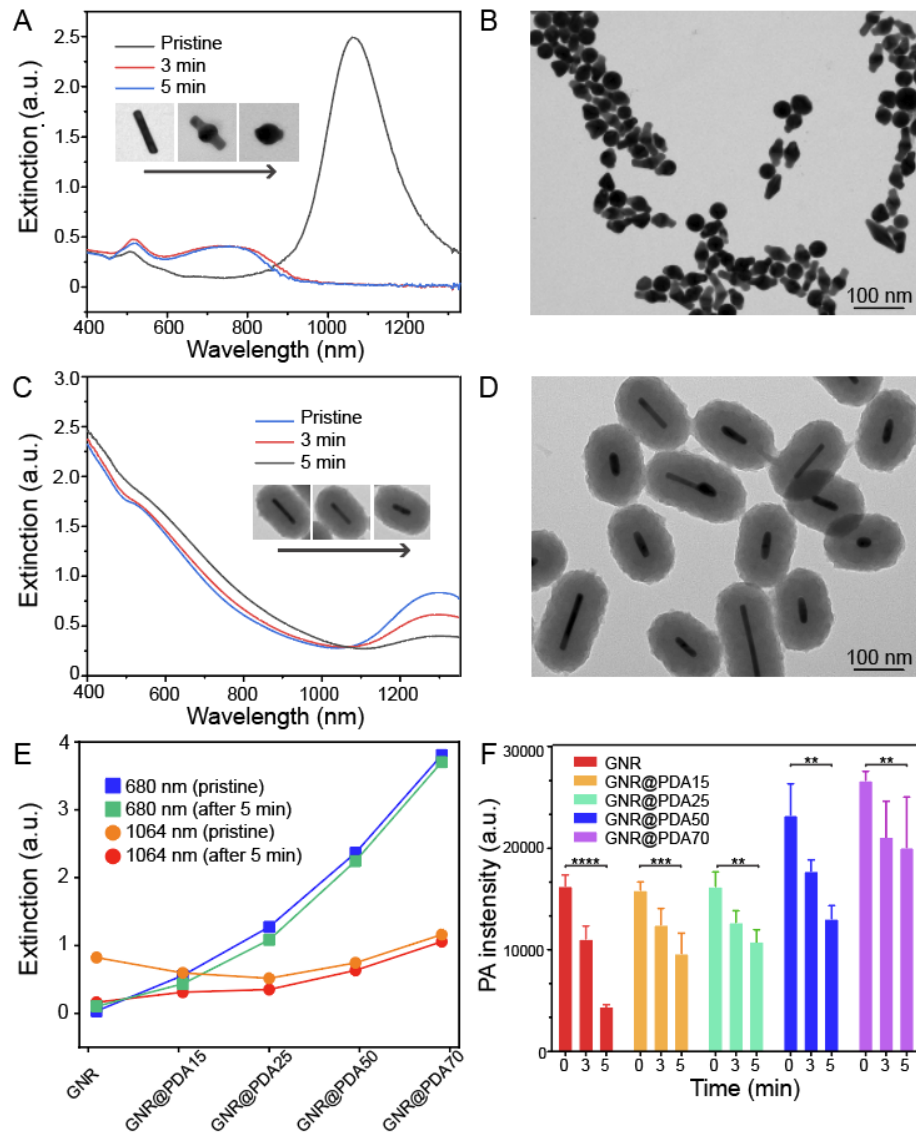 A
Extinction (a.u.)
2.5
2.0
1.5
1.0
0.5
0
Pristine
3 min
5 min
400 600 800 1000 1200
Wavelength (nm)
B
100 nm
C
Extinction (a.u.)
3.0
2.5
2.0
1.5
1.0
0.5
0
Pristine
3 min
5 min
400 600 800 1000 1200
Wavelength (nm)
D
100 nm
E
Extinction (a.u.)
4
3
2
1
0
680 nm (pristine)
680 nm (after 5 min)
1064 nm (pristine)
1064 nm (after 5 min)
GNR
GNR@PDA15
GNR@PDA25
GNR@PDA50
GNR@PDA70
F
PA instensity (a.u.)
30000
20000
10000
0
GNR
GNR@PDA15
GNR@PDA25
GNR@PDA50
GNR@PDA70
**** *** ** ** **
0 3 5 0 3 5 0 3 5 0 3 5 0 3 5
Time (min)